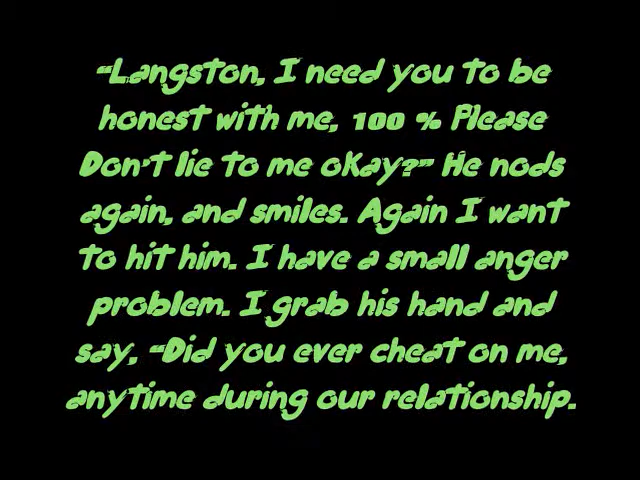 “Langston, I need you to be
honest with me, 100 % Please
Don't lie to me okay?” He nods
again, and smiles. Again I want
to hit him. I have a small anger
problem. I grab his hand and
say, “Did you ever cheat on me,
anytime during our relationship.